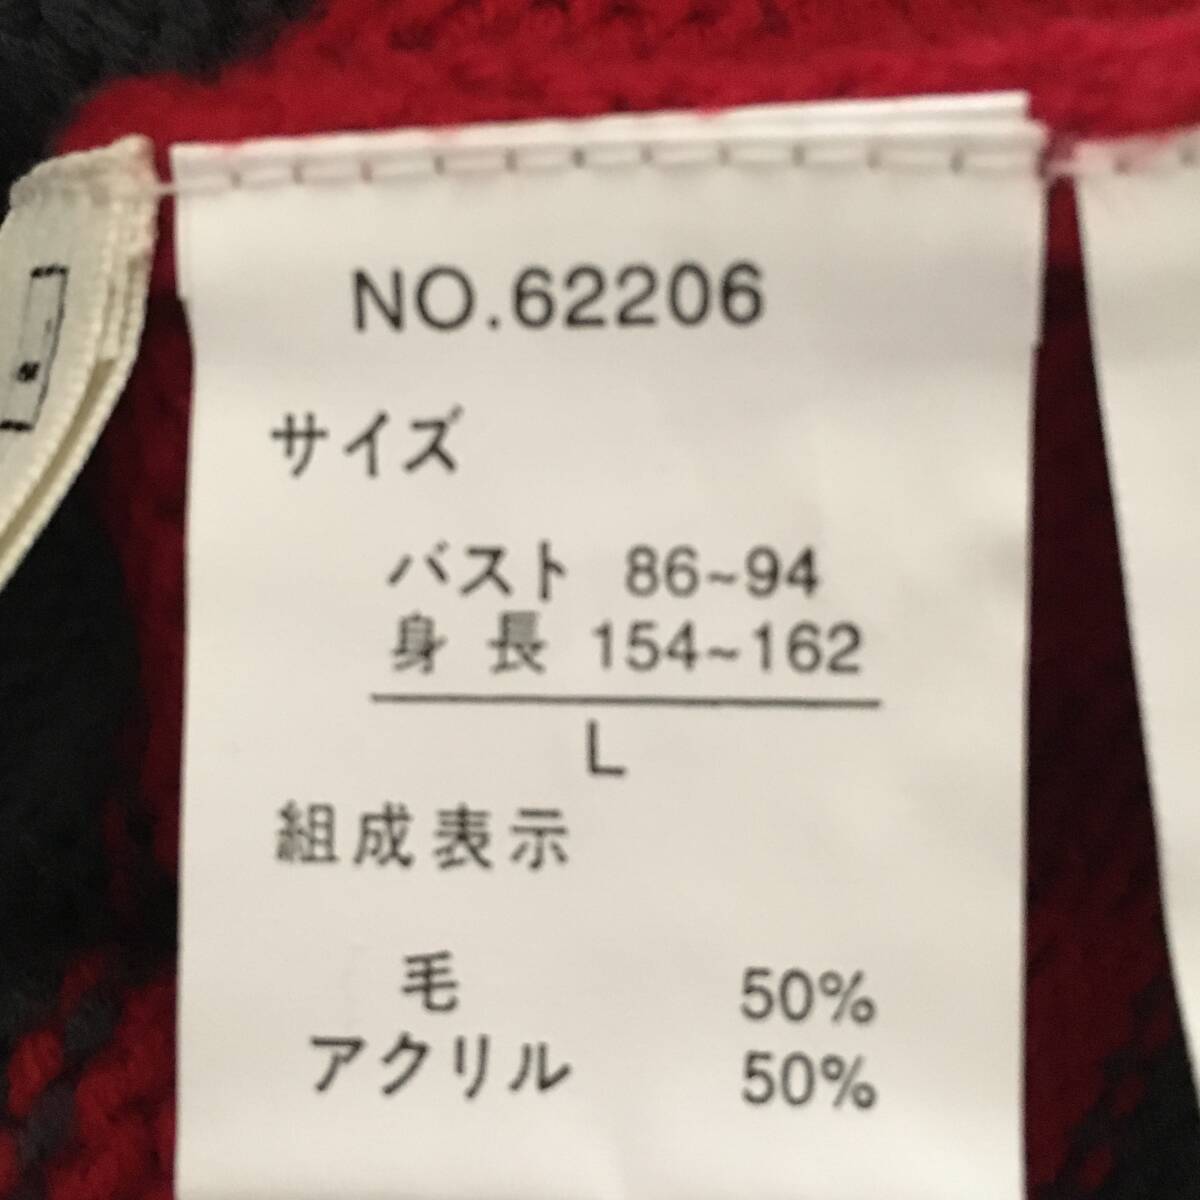 NO.62206
サイズ
バスト 86~94
身長 154~162
L
組成表示
毛 50%
アクリル 50%